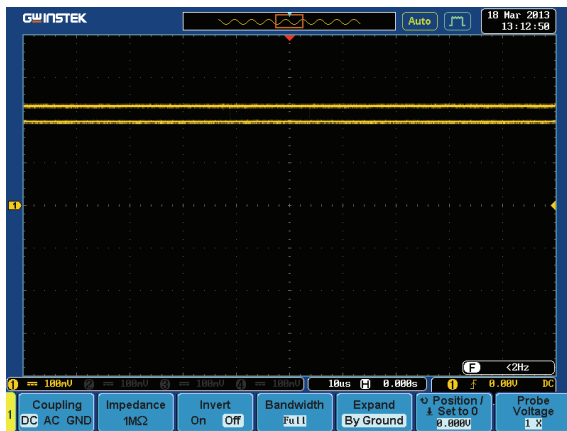 GWINSTEK
Auto
18 Mar 2013
13:12:50
1
F <2Hz
1 100mV 2 100mV 3 100mV 4 100mV 10us H 0.000s 1 0.00V DC
1
Coupling
DC AC GND
Impedance
1MΩ
Invert
On Off
Bandwidth
Full
Expand
By Ground
Position /
Set to 0
0.000V
Probe
Voltage
1 X